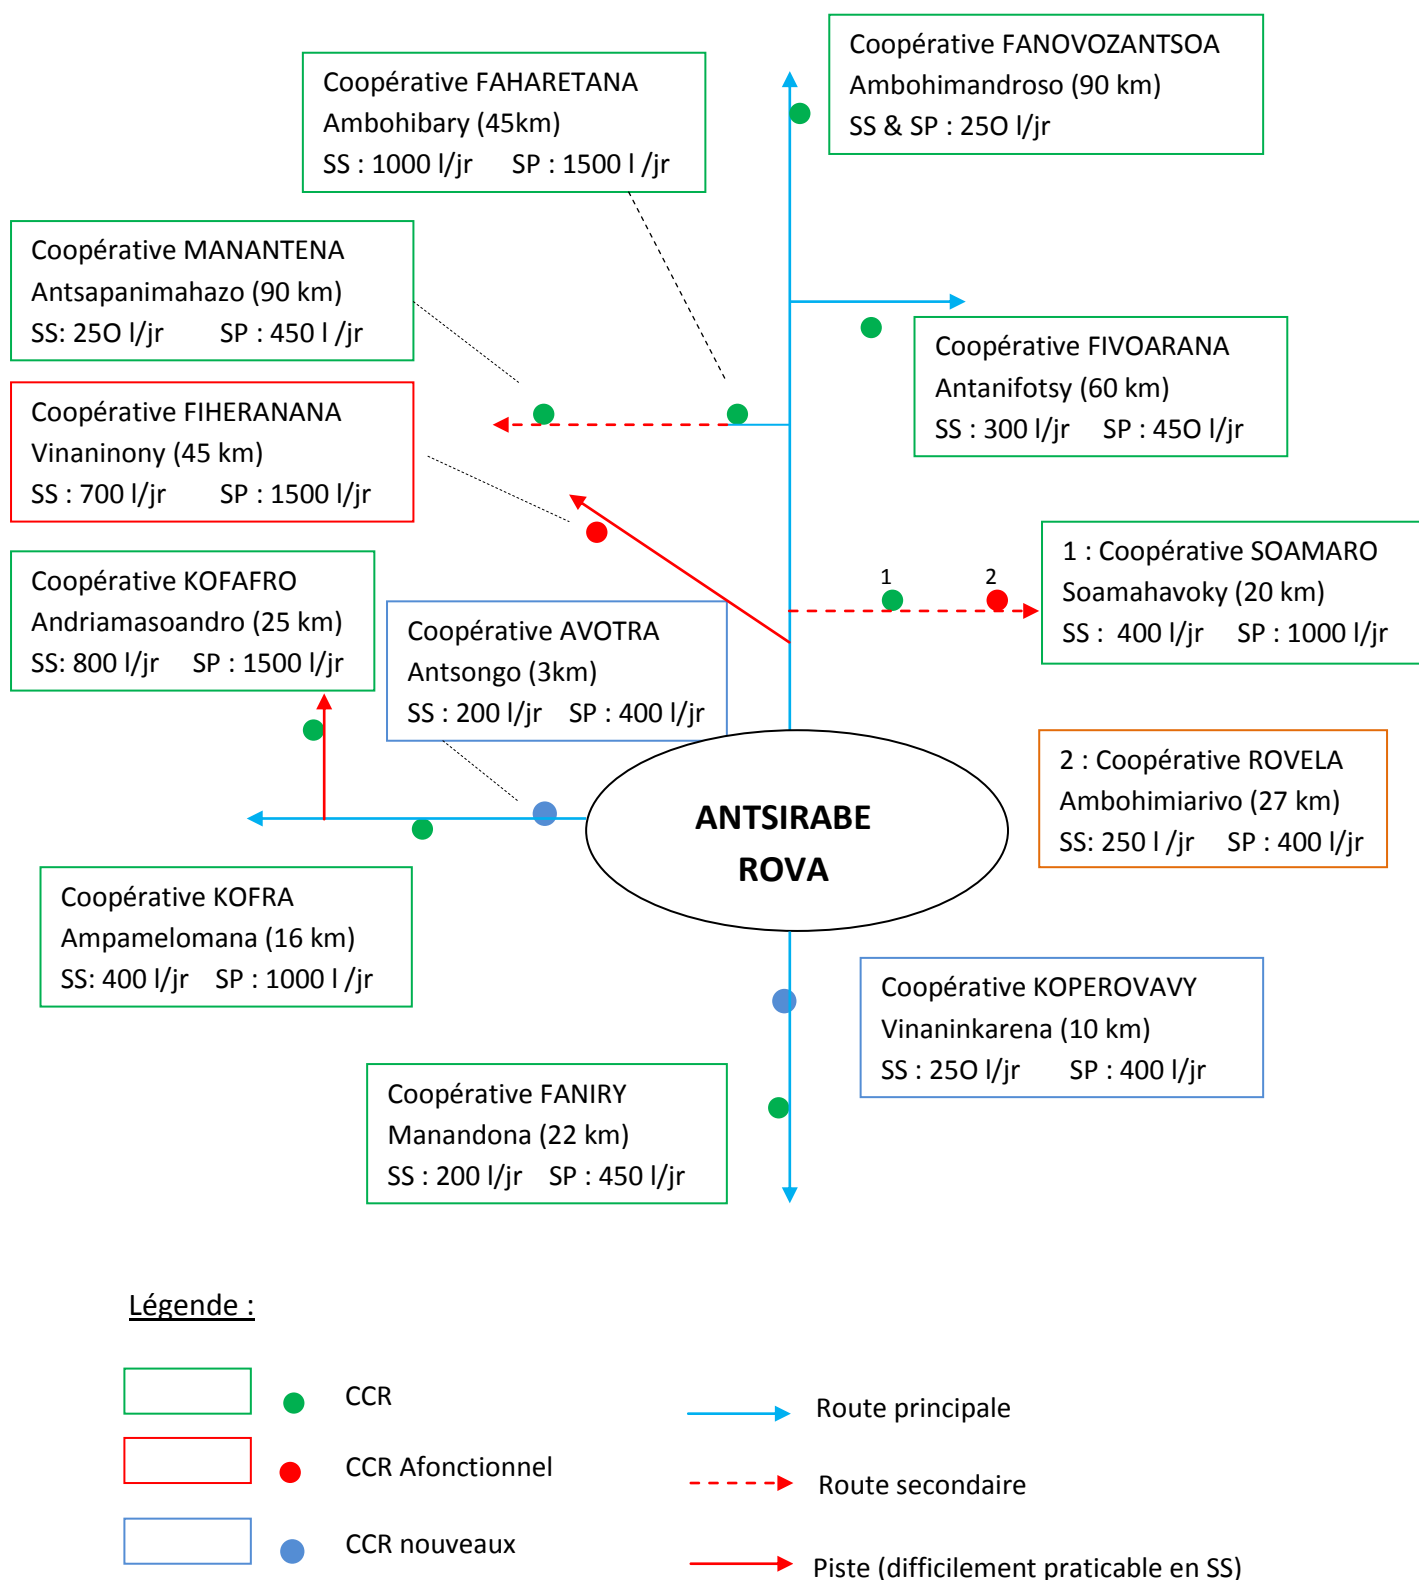 Coopérative FANOVOZANTSOA
Ambohimandroso (90 km)
SS & SP : 25O l/jr
Coopérative FAHARETANA
Ambohibary (45km)
SS : 1000 l/jr SP : 1500 l /jr
Coopérative MANANTENA
Antsapanimahazo (90 km)
SS: 25O l/jr SP : 450 l /jr
Coopérative FIVOARANA
Antanifotsy (60 km)
SS : 300 l/jr SP : 45O l/jr
Coopérative FIHERANANA
Vinaninony (45 km)
SS : 700 l/jr SP : 1500 l/jr
1 2
1 : Coopérative SOAMARO
Soamahavoky (20 km)
SS : 400 l/jr SP : 1000 l/jr
Coopérative KOFAFRO
Andriamasoandro (25 km)
SS: 800 l/jr SP : 1500 l/jr
Coopérative AVOTRA
Antsongo (3km)
SS : 200 l/jr SP : 400 l/jr
2 : Coopérative ROVELA
Ambohimiarivo (27 km)
SS: 250 l /jr SP : 400 l/jr
ANTSIRABE
ROVA
Coopérative KOFRA
Ampamelomana (16 km)
SS: 400 l/jr SP : 1000 l /jr
Coopérative KOPEROVAVY
Vinaninkarena (10 km)
SS : 25O l/jr SP : 400 l/jr
Coopérative FANIRY
Manandona (22 km)
SS : 200 l/jr SP : 450 l/jr
Légende :
CCR
Route principale
CCR Afonctionnel
Route secondaire
CCR nouveaux
Piste (difficilement praticable en SS)